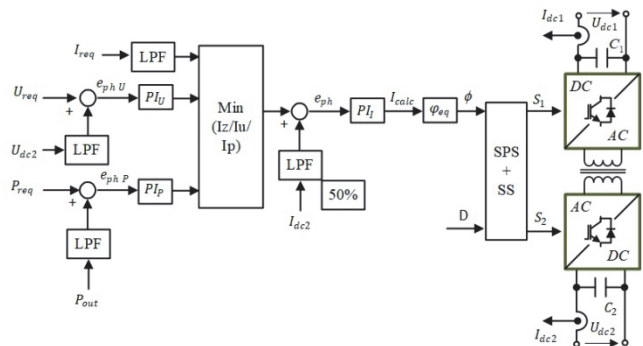 I_req
LPF
U_req
+
e_ph U
PI_U
U_dc2
LPF
P_req
+
e_ph P
PI_P
LPF
P_out
Min
(Iz/Iu/
Ip)
+
e_ph
PI_I
I_calc
φ_eq
ϕ
LPF
50%
I_dc2
SPS
+
SS
D
S_1
S_2
I_dc1
U_dc1
C_1
DC
AC
AC
DC
C_2
I_dc2
U_dc2